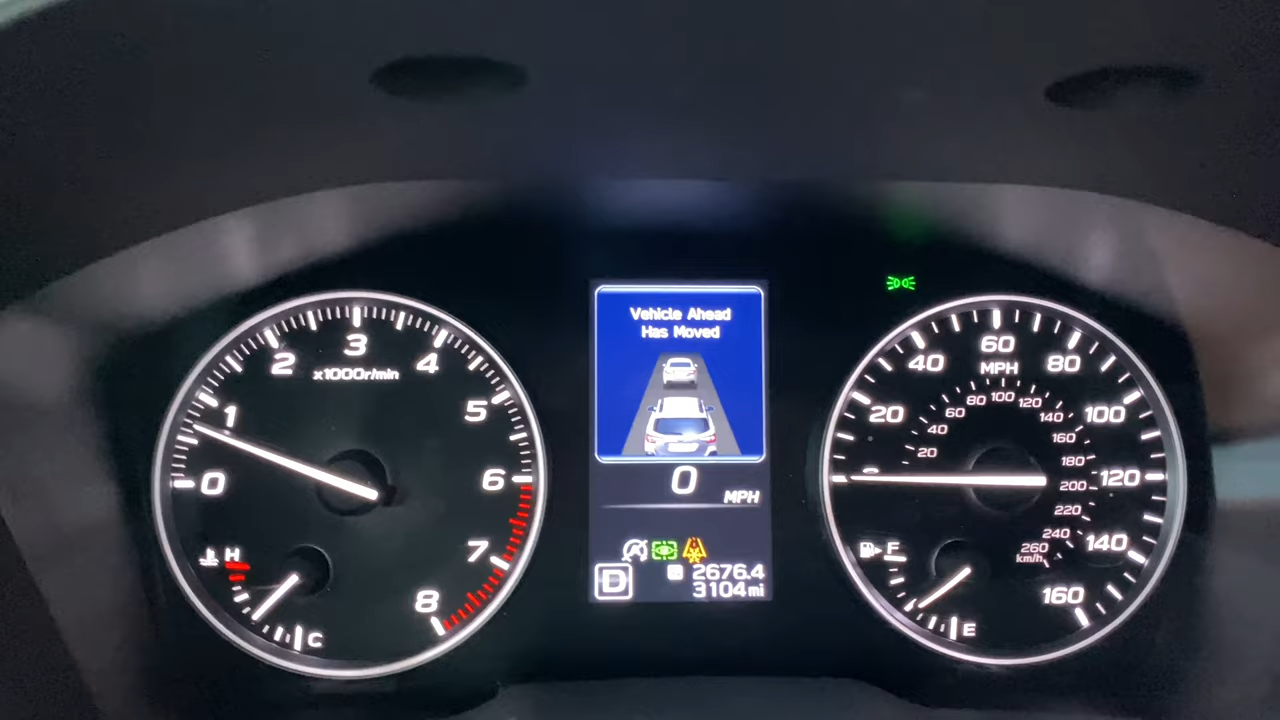 0
1
2
3
4
5
6
7
8
x1000r/min
H
C
Vehicle Ahead
Has Moved
0
MPH
D
2676.4
3104mi
20
40
60
80
100
120
140
160
MPH
20
40
60
80
100
120
140
160
180
200
220
240
260
km/h
F
E